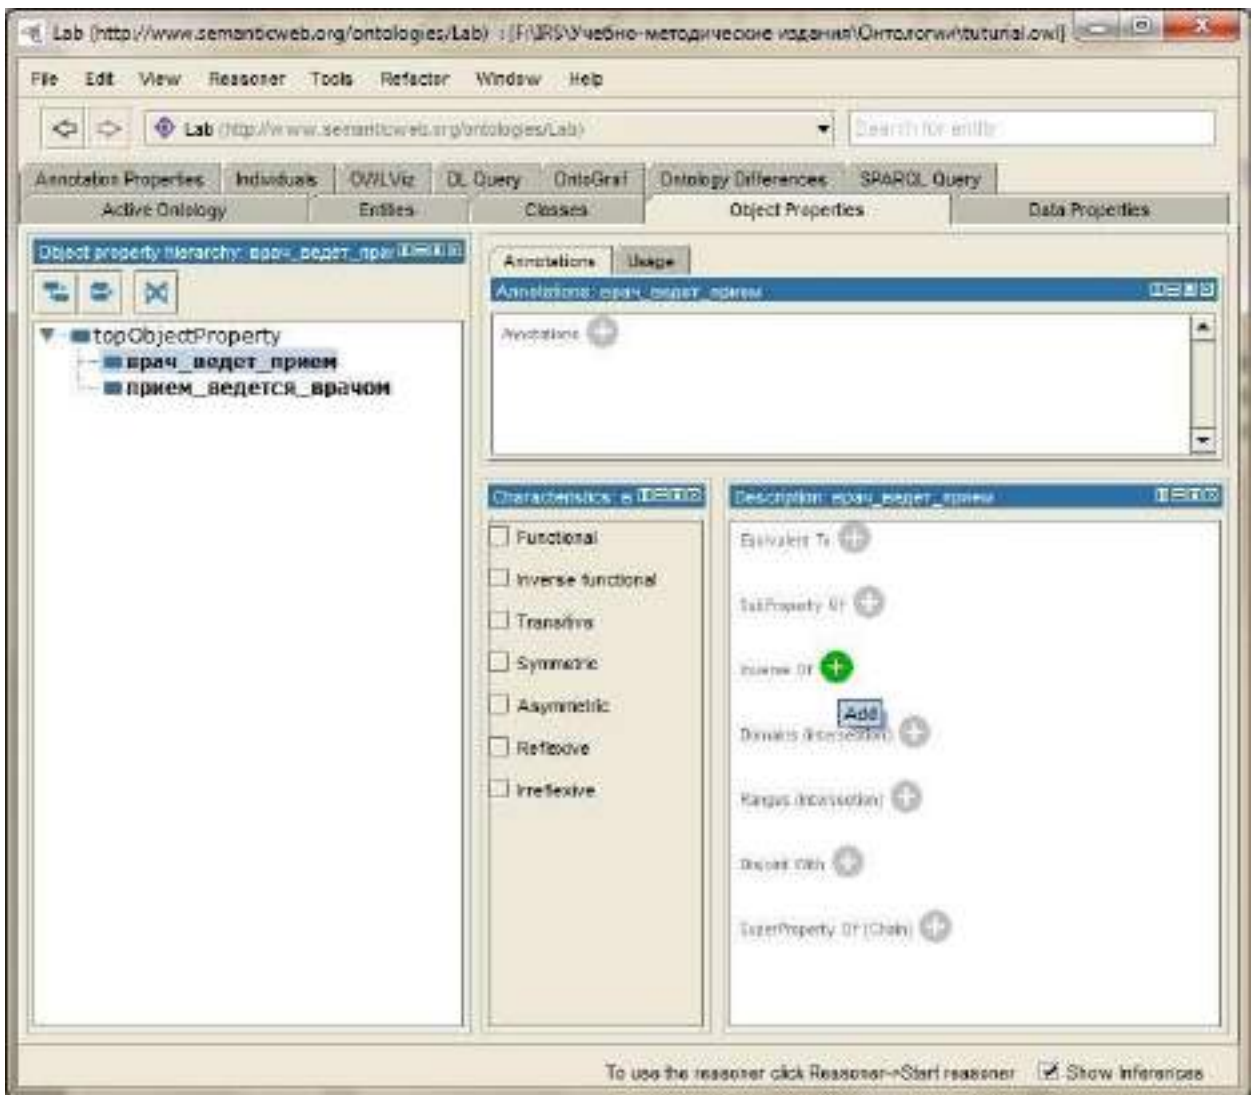 Lab (http://www.semanticweb.org/ontologies/Lab) : [F:\IRS\Учебно-методические издания\Онтологии\tuturial.owl]
File Edit View Reasoner Tools Refactor Window Help
Lab (http://www.semanticweb.org/ontologies/Lab) Search for entity
Annotation Properties Individuals OWLViz DL Query OntoGraf Ontology Differences SPARQL Query
Active Ontology Entities Classes Object Properties Data Properties
Object property hierarchy: врач_ведет_при
Annotations Usage
Annotations: врач_ведет_прием
Annotations
topObjectProperty
врач_ведет_прием
прием_ведется_врачом
Characteristics: в
Functional
Inverse functional
Transitive
Symmetric
Asymmetric
Reflexive
Irreflexive
Description: врач_ведет_прием
Equivalent To
SubProperty Of
Inverse Of
Add
Domains (intersection)
Ranges (intersection)
Disjoint With
SuperProperty Of (Chain)
To use the reasoner click Reasoner->Start reasoner Show Inferences